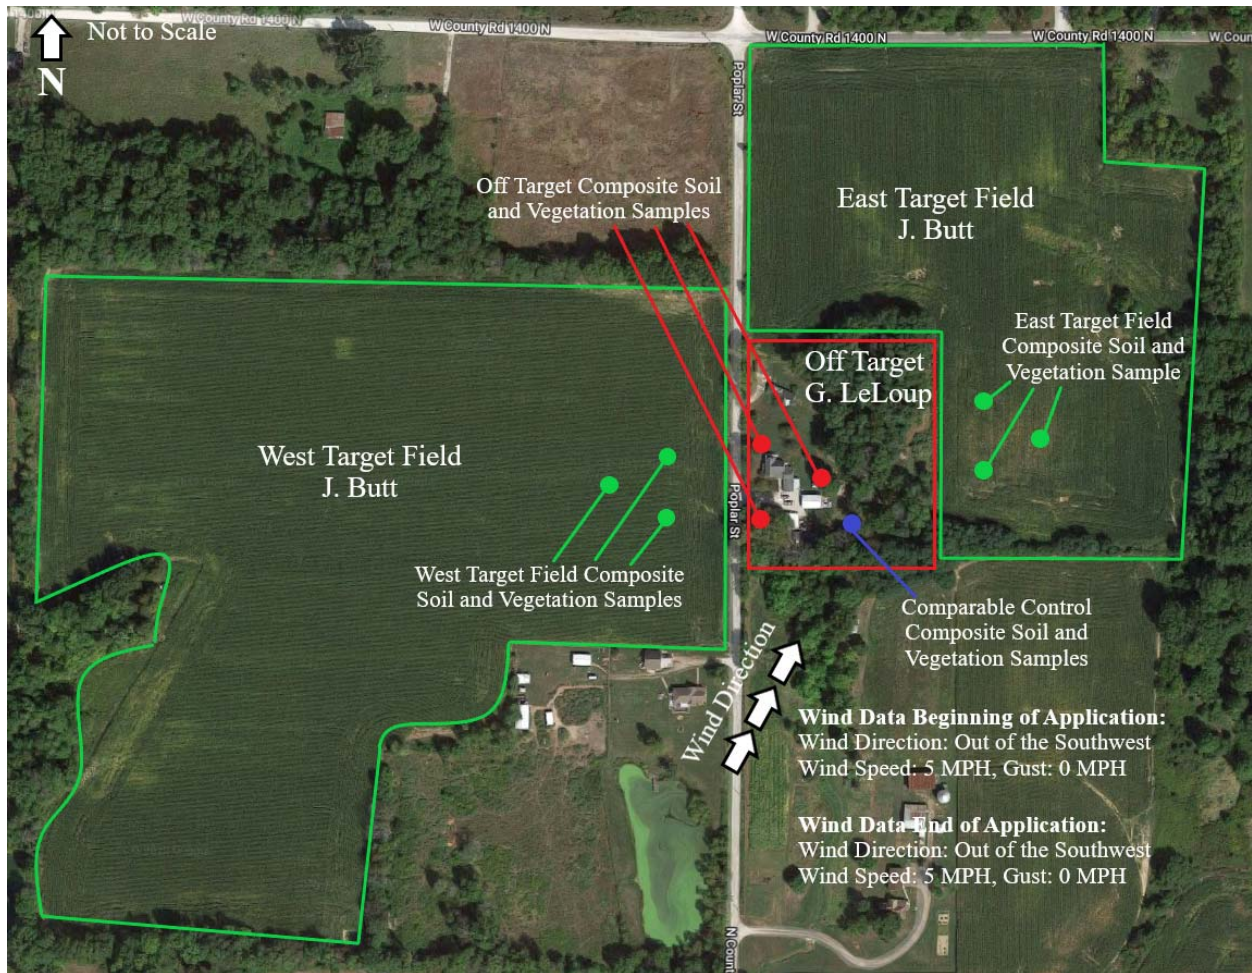 W County Rd 1400 N
W County Rd 1400 N
W County Rd 1400 N
W County Rd 1400 N
W Coun
Not to Scale
N
Poplar St
Off Target Composite Soil
and Vegetation Samples
East Target Field
J. Butt
East Target Field
Composite Soil and
Vegetation Sample
Off Target
G. LeLoup
West Target Field
J. Butt
Poplar St
West Target Field Composite
Soil and Vegetation Samples
Comparable Control
Composite Soil and
Vegetation Samples
Wind Direction
Wind Data Beginning of Application:
Wind Direction: Out of the Southwest
Wind Speed: 5 MPH, Gust: 0 MPH
Wind Data End of Application:
Wind Direction: Out of the Southwest
Wind Speed: 5 MPH, Gust: 0 MPH
N Count